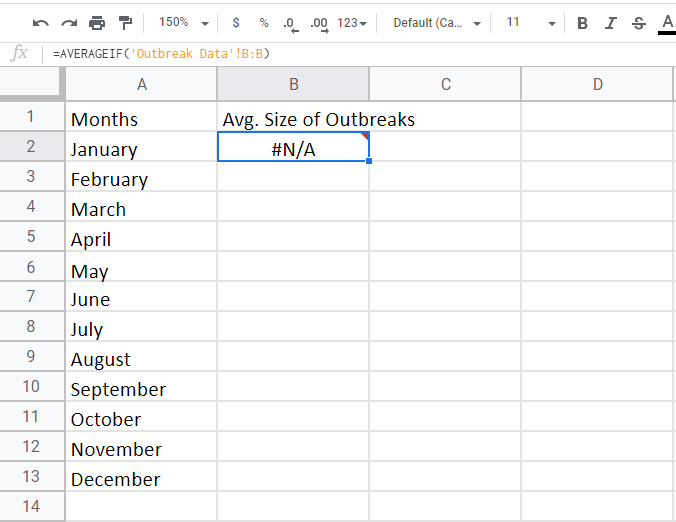 150% $ % .0 .00 123 Default (Ca... 11 B I S A
fx =AVERAGEIF('Outbreak Data'!B:B)
A B C D
1 Months Avg. Size of Outbreaks
2 January #N/A
3 February
4 March
5 April
6 May
7 June
8 July
9 August
10 September
11 October
12 November
13 December
14